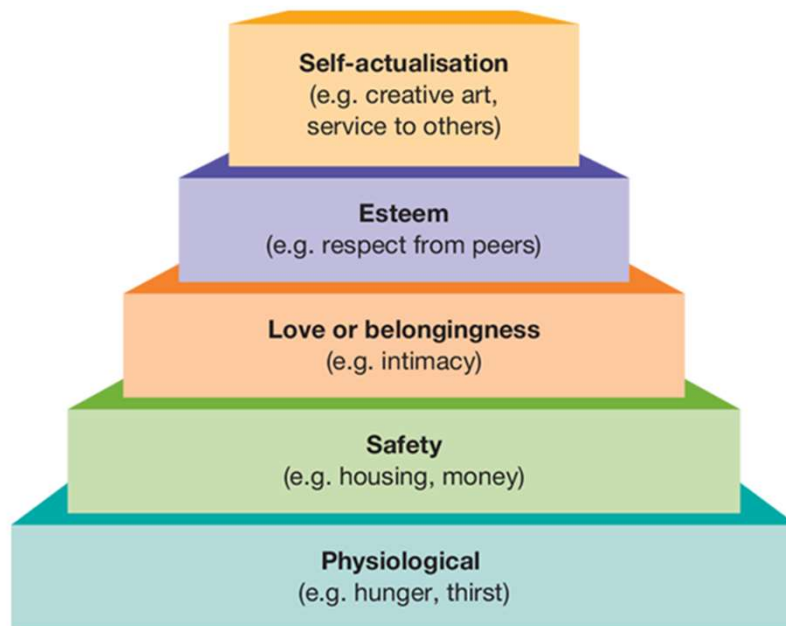 Self-actualisation
(e.g. creative art,
service to others)
Esteem
(e.g. respect from peers)
Love or belongingness
(e.g. intimacy)
Safety
(e.g. housing, money)
Physiological
(e.g. hunger, thirst)